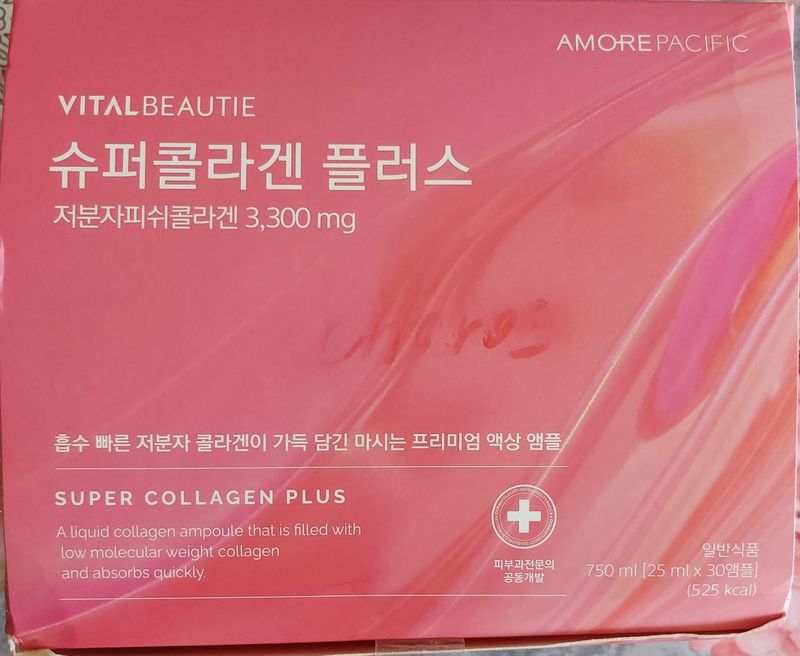 AMOREPACIFIC
VITALBEAUTIE
슈퍼콜라겐 플러스
저분자피쉬콜라겐 3,300 mg
흡수 빠른 저분자 콜라겐이 가득 담긴 마시는 프리미엄 액상 앰플
SUPER COLLAGEN PLUS
A liquid collagen ampoule that is filled with
low molecular weight collagen
and absorbs quickly.
피부과전문의
공동개발
일반식품
750 ml [25 ml x 30앰플]
(525 kcal)